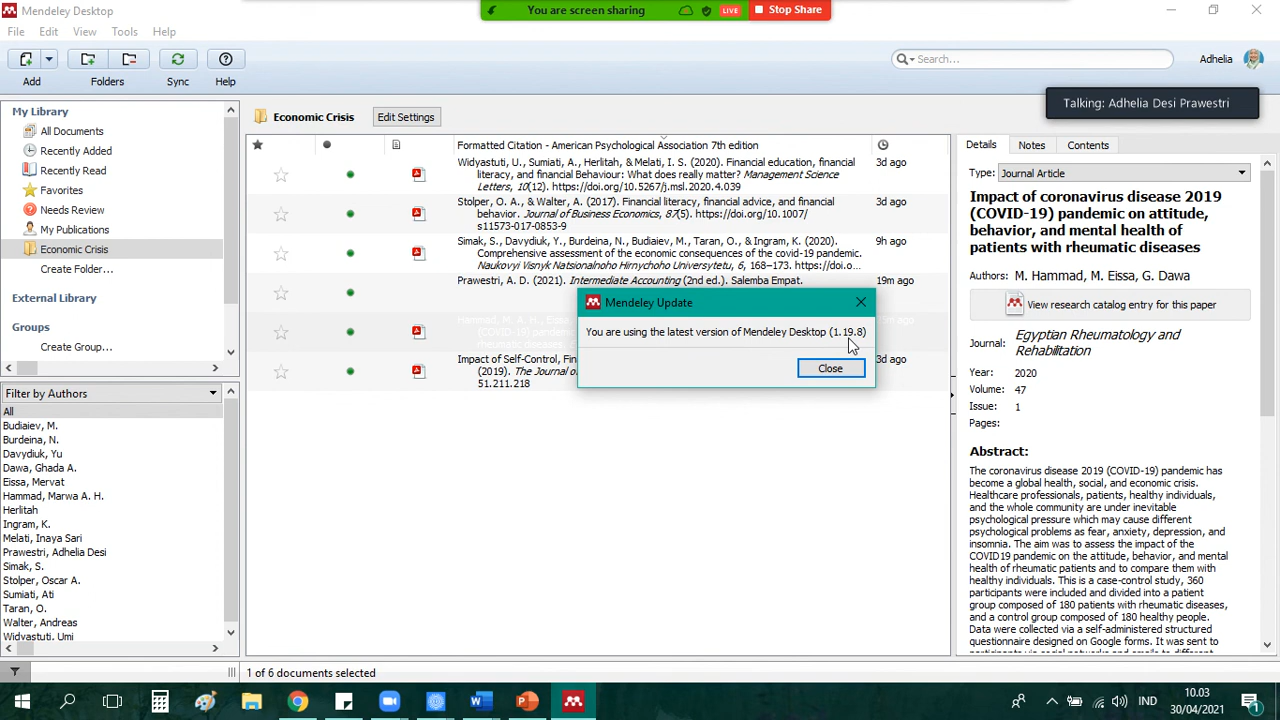 Mendeley Desktop
You are screen sharing
LIVE
Stop Share
File Edit View Tools Help
Add
Folders
Sync
Help
Search...
Adhelia
Talking: Adhelia Desi Prawestri
My Library
All Documents
Recently Added
Recently Read
Favorites
Needs Review
My Publications
Economic Crisis
Create Folder...
External Library
Groups
Create Group...
Filter by Authors
All
Budiaiev, M.
Burdeina, N.
Davydiuk, Yu
Dawa, Ghada A.
Eissa, Mervat
Hammad, Marwa A. H.
Herlitah
Ingram, K.
Melati, Inaya Sari
Prawestri, Adhelia Desi
Simak, S.
Stolper, Oscar A.
Sumiati, Ati
Taran, O.
Walter, Andreas
Widyastuti, Umi
Economic Crisis
Edit Settings
Formatted Citation - American Psychological Association 7th edition
Widyastuti, U., Sumiati, A., Herlitah, & Melati, I. S. (2020). Financial education, financial
literacy, and financial Behaviour: What does really matter? Management Science
Letters, 10(12). https://doi.org/10.5267/j.msl.2020.4.039
3d ago
Stolper, O. A., & Walter, A. (2017). Financial literacy, financial advice, and financial
behavior. Journal of Business Economics, 87(5). https://doi.org/10.1007/
s11573-017-0853-9
3d ago
Simak, S., Davydiuk, Y., Burdeina, N., Budiaiev, M., Taran, O., & Ingram, K. (2020).
Comprehensive assessment of the economic consequences of the covid-19 pandemic.
Naukovyi Visnyk Natsionalnoho Hirnychoho Universytetu, 6, 168–173. https://doi.o...
9h ago
Prawestri, A. D. (2021). Intermediate Accounting (2nd ed.). Salemba Empat.
19m ago
Hammad, M. A. H., Eissa,
(COVID-19) pandemic
m ago
Impact of Self-Control, Fin
(2019). The Journal of
51.211.218
3d ago
Mendeley Update
You are using the latest version of Mendeley Desktop (1.19.8)
Close
Details Notes Contents
Type: Journal Article
Impact of coronavirus disease 2019
(COVID-19) pandemic on attitude,
behavior, and mental health of
patients with rheumatic diseases
Authors: M. Hammad, M. Eissa, G. Dawa
View research catalog entry for this paper
Journal: Egyptian Rheumatology and
Rehabilitation
Year: 2020
Volume: 47
Issue: 1
Pages:
Abstract:
The coronavirus disease 2019 (COVID-19) pandemic has
become a global health, social, and economic crisis.
Healthcare professionals, patients, healthy individuals,
and the whole community are under inevitable
psychological pressure which may cause different
psychological problems as fear, anxiety, depression, and
insomnia. The aim was to assess the impact of the
COVID19 pandemic on the attitude, behavior, and mental
health of rheumatic patients and to compare them with
healthy individuals. This is a case-control study, 360
participants were included and divided into a patient
group composed of 180 patients with rheumatic diseases,
and a control group composed of 180 healthy people.
Data were collected via a self-administered structured
questionnaire designed on Google forms. It was sent to
participants via social networks and emails to different
1 of 6 documents selected
IND
10.03
30/04/2021
1